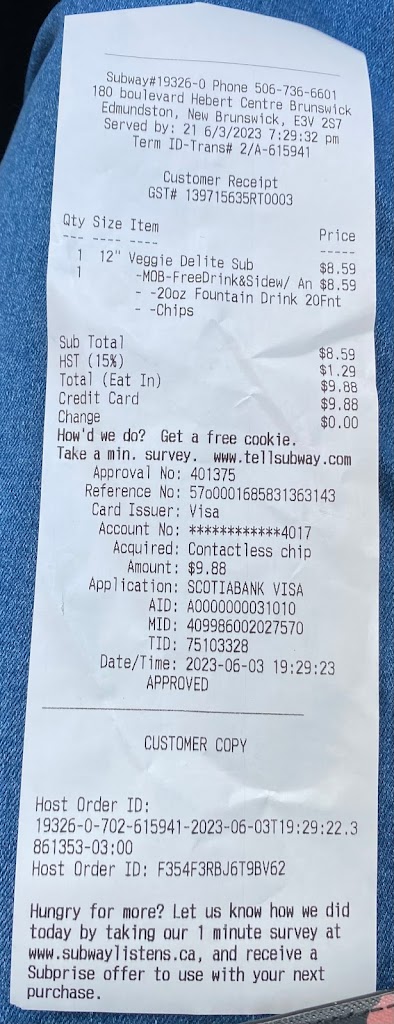 Subway#19326-0 Phone 506-736-6601
180 boulevard Hebert Centre Brunswick
Edmundston, New Brunswick, E3V 2S7
Served by: 21 6/3/2023 7:29:32 pm
Term ID-Trans# 2/A-615941
Customer Receipt
GST# 139715635RT0003
Qty Size Item Price
--- ---- ---- -----
1 12" Veggie Delite Sub $8.59
1 -MOB-FreeDrink&Sidew/ An $8.59
- -20oz Fountain Drink 20Fnt
- -Chips
Sub Total $8.59
HST (15%) $1.29
Total (Eat In) $9.88
Credit Card $9.88
Change $0.00
How'd we do? Get a free cookie.
Take a min. survey. www.tellsubway.com
Approval No: 401375
Reference No: 57o0001685831363143
Card Issuer: Visa
Account No: ************4017
Acquired: Contactless chip
Amount: $9.88
Application: SCOTIABANK VISA
AID: A0000000031010
MID: 409986002027570
TID: 75103328
Date/Time: 2023-06-03 19:29:23
APPROVED
CUSTOMER COPY
Host Order ID:
19326-0-702-615941-2023-06-03T19:29:22.3
861353-03:00
Host Order ID: F354F3RBJ6T9BV62
Hungry for more? Let us know how we did
today by taking our 1 minute survey at
www.subwaylistens.ca, and receive a
Subprise offer to use with your next
purchase.